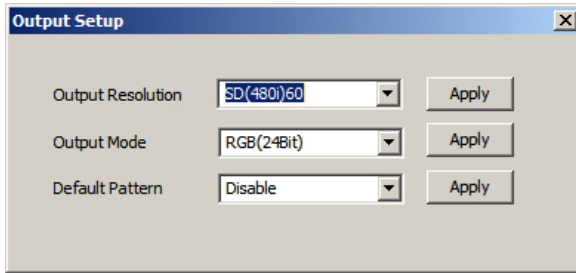 Output Setup
Output Resolution SD(480i)60 Apply
Output Mode RGB(24Bit) Apply
Default Pattern Disable Apply